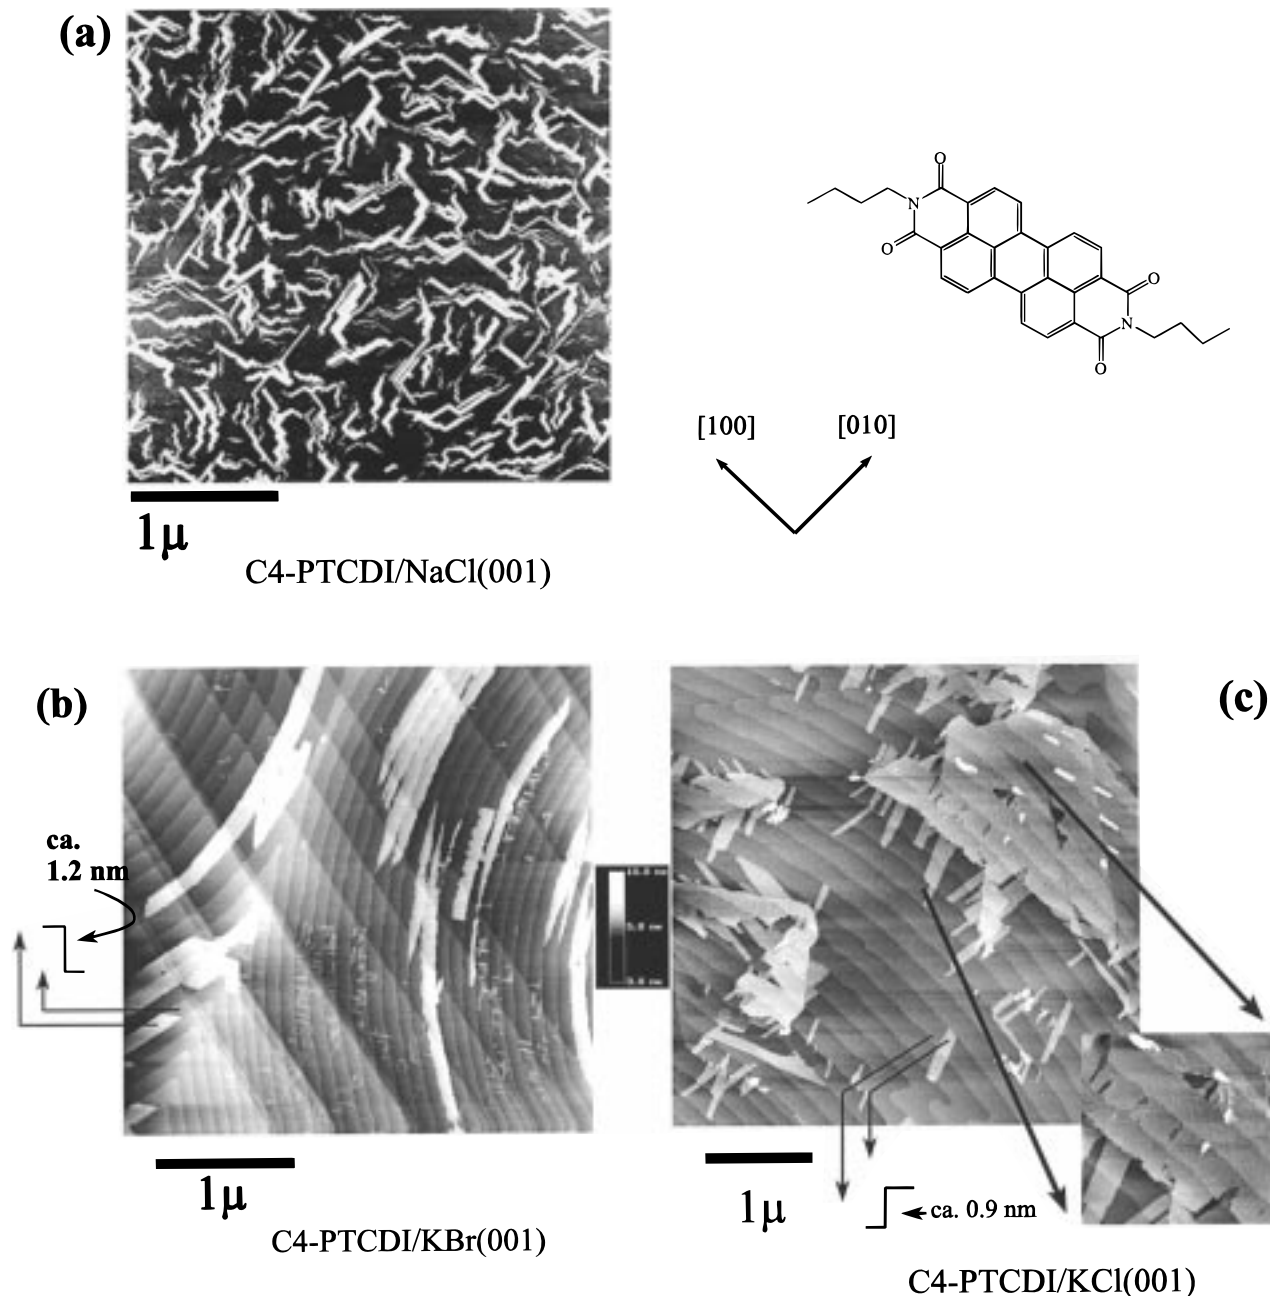 (a)
O
N
O
O
N
O
[100] [010]
1μ
C4-PTCDI/NaCl(001)
(b)
(c)
ca.
1.2 nm
1μ
C4-PTCDI/KBr(001)
1μ
ca. 0.9 nm
C4-PTCDI/KCl(001)